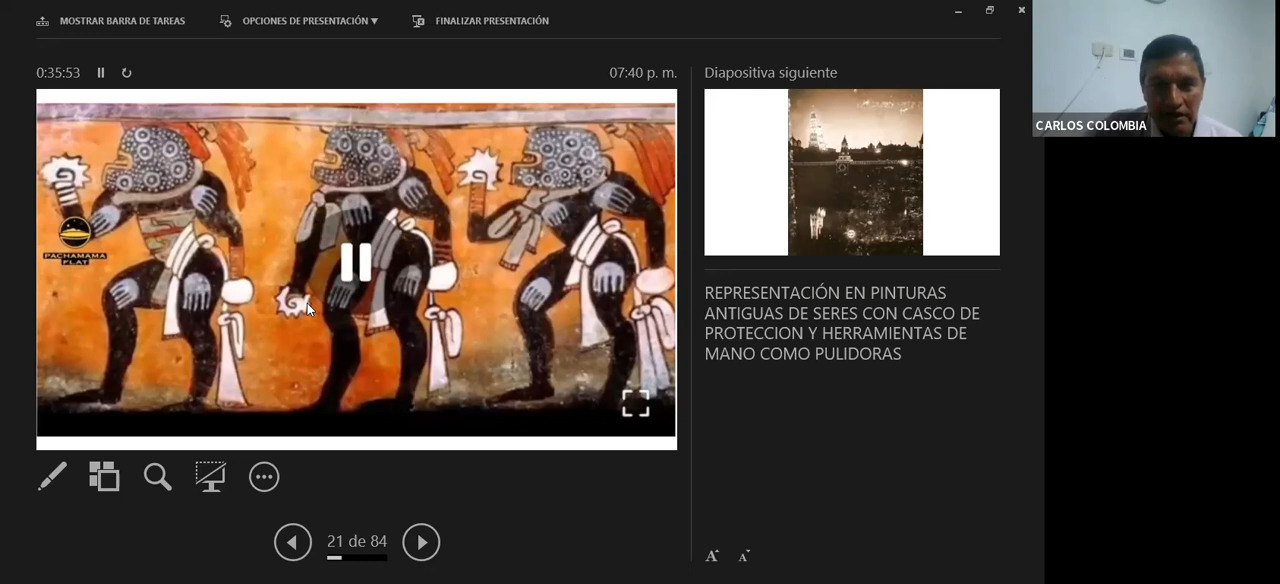 MOSTRAR BARRA DE TAREAS
OPCIONES DE PRESENTACIÓN ▼
FINALIZAR PRESENTACIÓN
0:35:53
07:40 p. m.
Diapositiva siguiente
CARLOS COLOMBIA
PACHAMAMA
FLAT
REPRESENTACIÓN EN PINTURAS
ANTIGUAS DE SERES CON CASCO DE
PROTECCION Y HERRAMIENTAS DE
MANO COMO PULIDORAS
21 de 84
A A